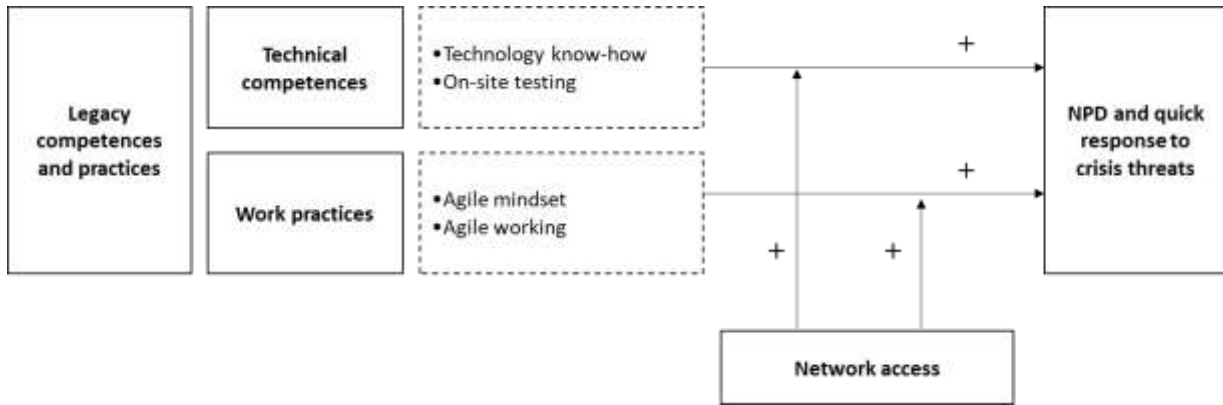 Legacy
competences
and practices
Technical
competences
•Technology know-how
•On-site testing
Work practices
•Agile mindset
•Agile working
+
+
+
+
NPD and quick
response to
crisis threats
Network access